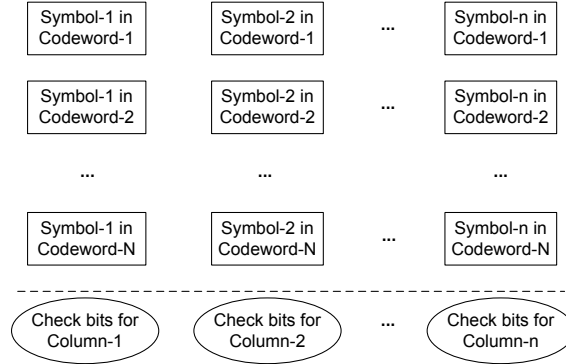 Symbol-1 in
Codeword-1
Symbol-2 in
Codeword-1
...
Symbol-n in
Codeword-1
Symbol-1 in
Codeword-2
Symbol-2 in
Codeword-2
...
Symbol-n in
Codeword-2
...
...
...
Symbol-1 in
Codeword-N
Symbol-2 in
Codeword-N
...
Symbol-n in
Codeword-N
Check bits for
Column-1
Check bits for
Column-2
...
Check bits for
Column-n